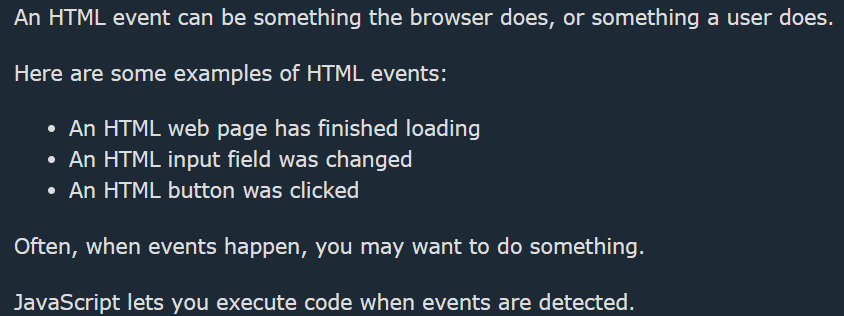 An HTML event can be something the browser does, or something a user does.
Here are some examples of HTML events:
• An HTML web page has finished loading
• An HTML input field was changed
• An HTML button was clicked
Often, when events happen, you may want to do something.
JavaScript lets you execute code when events are detected.